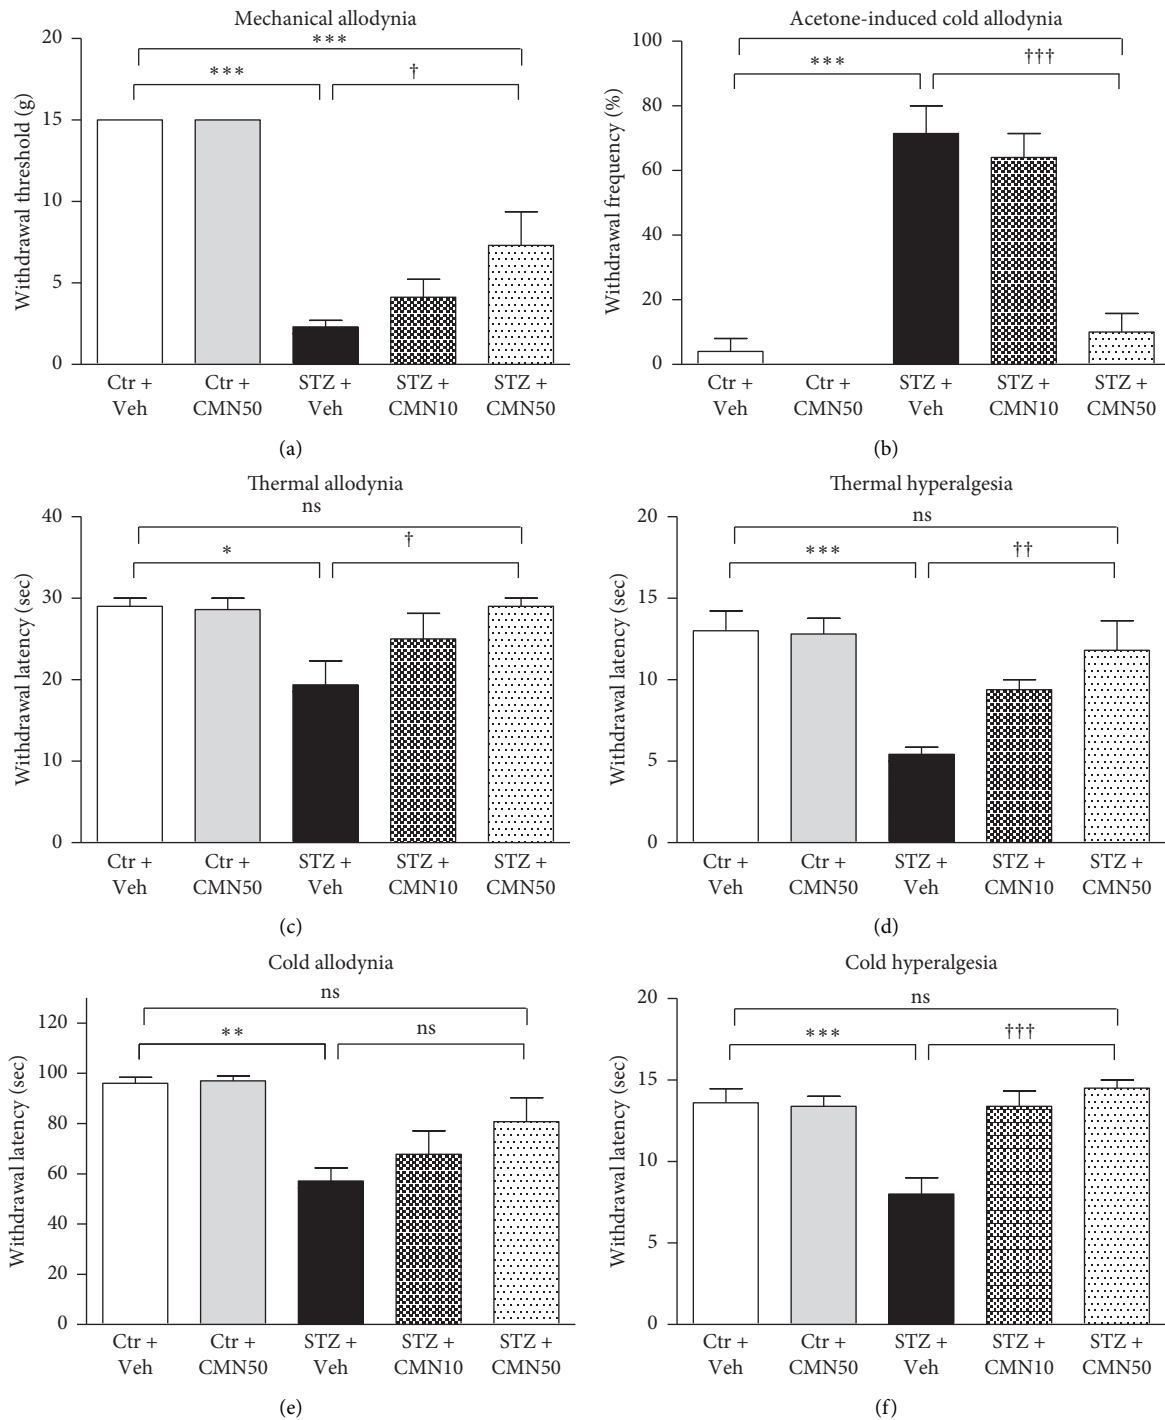 Mechanical allodynia
***
***
†
Withdrawal threshold (g)
20
15
10
5
0
Ctr + Veh
Ctr + CMN50
STZ + Veh
STZ + CMN10
STZ + CMN50
(a)
Acetone-induced cold allodynia
***
†††
Withdrawal frequency (%)
100
80
60
40
20
0
Ctr + Veh
Ctr + CMN50
STZ + Veh
STZ + CMN10
STZ + CMN50
(b)
Thermal allodynia
ns
*
†
Withdrawal latency (sec)
40
30
20
10
0
Ctr + Veh
Ctr + CMN50
STZ + Veh
STZ + CMN10
STZ + CMN50
(c)
Thermal hyperalgesia
ns
***
††
Withdrawal latency (sec)
20
15
10
5
0
Ctr + Veh
Ctr + CMN50
STZ + Veh
STZ + CMN10
STZ + CMN50
(d)
Cold allodynia
ns
**
ns
Withdrawal latency (sec)
120
100
80
60
40
20
0
Ctr + Veh
Ctr + CMN50
STZ + Veh
STZ + CMN10
STZ + CMN50
(e)
Cold hyperalgesia
ns
***
†††
Withdrawal latency (sec)
20
15
10
5
0
Ctr + Veh
Ctr + CMN50
STZ + Veh
STZ + CMN10
STZ + CMN50
(f)